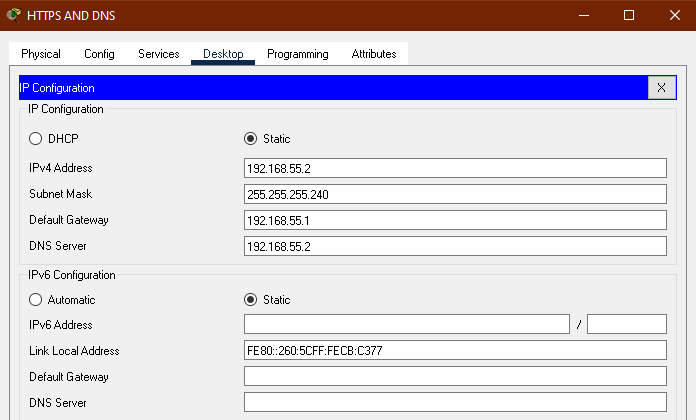 HTTPS AND DNS
Physical Config Services Desktop Programming Attributes
IP Configuration X
IP Configuration
DHCP Static
IPv4 Address 192.168.55.2
Subnet Mask 255.255.255.240
Default Gateway 192.168.55.1
DNS Server 192.168.55.2
IPv6 Configuration
Automatic Static
IPv6 Address /
Link Local Address FE80::260:5CFF:FECB:C377
Default Gateway
DNS Server